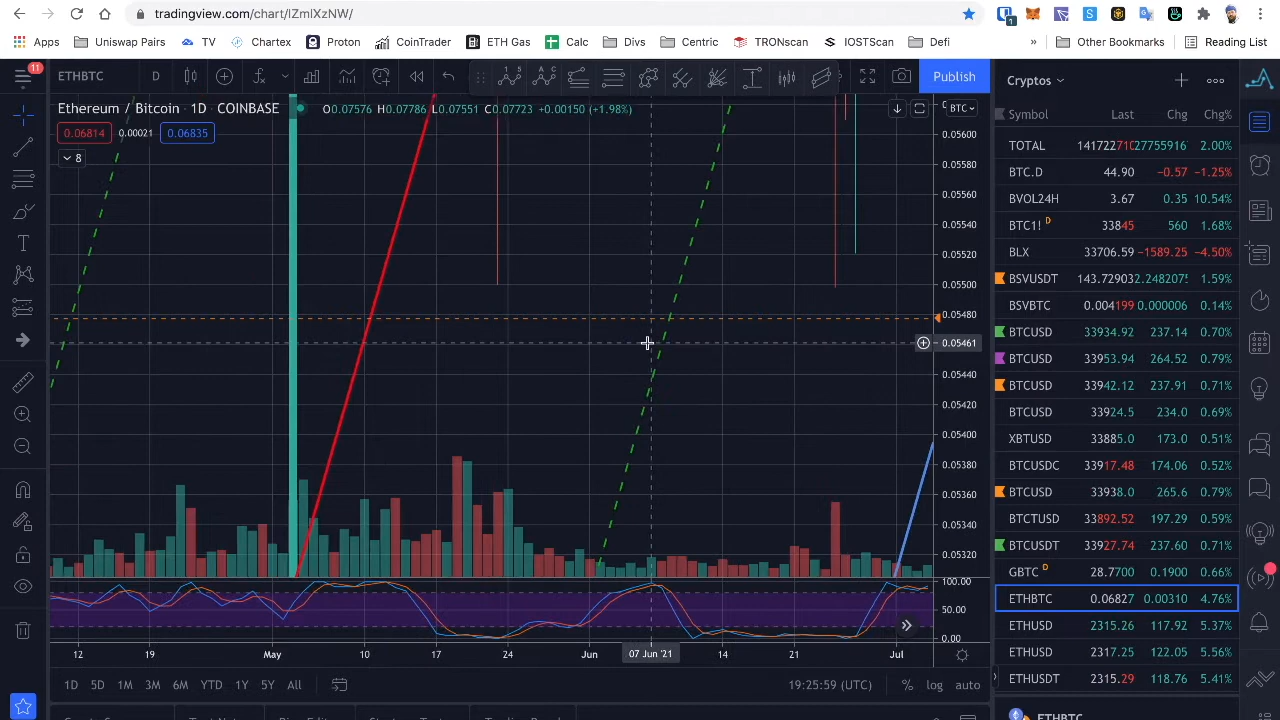 tradingview.com/chart/IZmIXzNW/
1
Apps
Uniswap Pairs
TV
Chartex
Proton
CoinTrader
ETH Gas
Calc
Divs
Centric
TRONscan
IOSTScan
Defi
»
Other Bookmarks
Reading List
11
ETHBTC
D
Publish
Cryptos
Ethereum / Bitcoin · 1D · COINBASE
O0.07576 H0.07786 L0.07551 C0.07723 +0.00150 (+1.98%)
BTC
0.06814 0.00021 0.06835
8
0.05600
0.05580
0.05560
0.05540
0.05520
0.05500
0.05480
0.05461
0.05440
0.05420
0.05400
0.05380
0.05360
0.05340
0.05320
100.00
50.00
0.00
12 19 May 10 17 24 Jun 07 Jun '21 14 21 Jul
1D 5D 1M 3M 6M YTD 1Y 5Y All
19:25:59 (UTC)
% log auto
Symbol Last Chg Chg%
TOTAL 2.00%
BTC.D 44.90 −0.57 −1.25%
BVOL24H 3.67 0.35 10.54%
BTC1! D 33845 560 1.68%
BLX 33706.59 −1589.25 −4.50%
BSVUSDT 1.59%
BSVBTC 0.004199 0.000006 0.14%
BTCUSD 33934.92 237.14 0.70%
BTCUSD 33953.94 264.52 0.79%
BTCUSD 33942.12 237.91 0.71%
BTCUSD 33924.5 234.0 0.69%
XBTUSD 33885.0 173.0 0.51%
BTCUSDC 33917.48 174.06 0.52%
BTCUSD 33938.0 265.6 0.79%
BTCTUSD 33892.52 197.29 0.59%
BTCUSDT 33927.74 237.60 0.71%
GBTC D 28.7700 0.1900 0.66%
ETHBTC 0.06827 0.00310 4.76%
ETHUSD 2315.26 117.92 5.37%
ETHUSD 2317.25 122.05 5.56%
ETHUSDT 2315.29 118.76 5.41%
ETHBTC